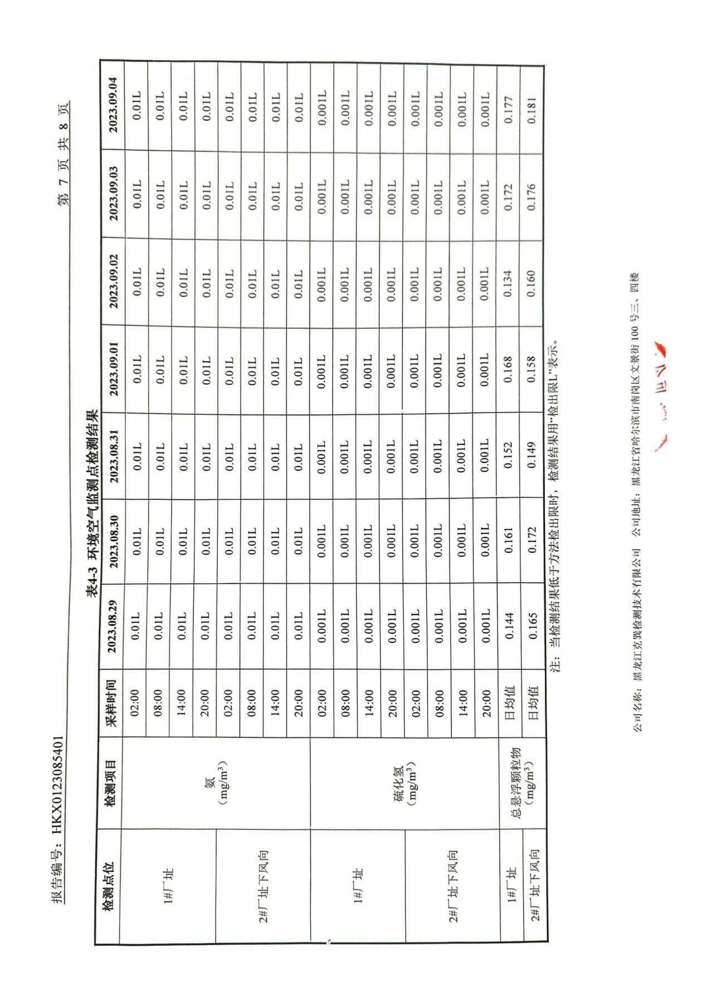 报告编号：HKX0123085401 第 7 页 共 8 页
表4-3 环境空气监测点检测结果
检测点位 检测项目 采样时间 2023.08.29 2023.08.30 2023.08.31 2023.09.01 2023.09.02 2023.09.03 2023.09.04
1#厂址 氨（mg/m³） 02:00 0.01L 0.01L 0.01L 0.01L 0.01L 0.01L 0.01L
08:00 0.01L 0.01L 0.01L 0.01L 0.01L 0.01L 0.01L
14:00 0.01L 0.01L 0.01L 0.01L 0.01L 0.01L 0.01L
20:00 0.01L 0.01L 0.01L 0.01L 0.01L 0.01L 0.01L
2#厂址下风向 02:00 0.01L 0.01L 0.01L 0.01L 0.01L 0.01L 0.01L
08:00 0.01L 0.01L 0.01L 0.01L 0.01L 0.01L 0.01L
14:00 0.01L 0.01L 0.01L 0.01L 0.01L 0.01L 0.01L
20:00 0.01L 0.01L 0.01L 0.01L 0.01L 0.01L 0.01L
1#厂址 硫化氢（mg/m³） 02:00 0.001L 0.001L 0.001L 0.001L 0.001L 0.001L 0.001L
08:00 0.001L 0.001L 0.001L 0.001L 0.001L 0.001L 0.001L
14:00 0.001L 0.001L 0.001L 0.001L 0.001L 0.001L 0.001L
20:00 0.001L 0.001L 0.001L 0.001L 0.001L 0.001L 0.001L
2#厂址下风向 02:00 0.001L 0.001L 0.001L 0.001L 0.001L 0.001L 0.001L
08:00 0.001L 0.001L 0.001L 0.001L 0.001L 0.001L 0.001L
14:00 0.001L 0.001L 0.001L 0.001L 0.001L 0.001L 0.001L
20:00 0.001L 0.001L 0.001L 0.001L 0.001L 0.001L 0.001L
1#厂址 总悬浮颗粒物（mg/m³） 日均值 0.144 0.161 0.152 0.168 0.134 0.172 0.177
2#厂址下风向 日均值 0.165 0.172 0.149 0.158 0.160 0.176 0.181
注：当检测结果低于方法检出限时，检测结果用“检出限L”表示。
公司名称：黑龙江克巽检测技术有限公司 公司地址：黑龙江省哈尔滨市南岗区文景街100号三、四楼